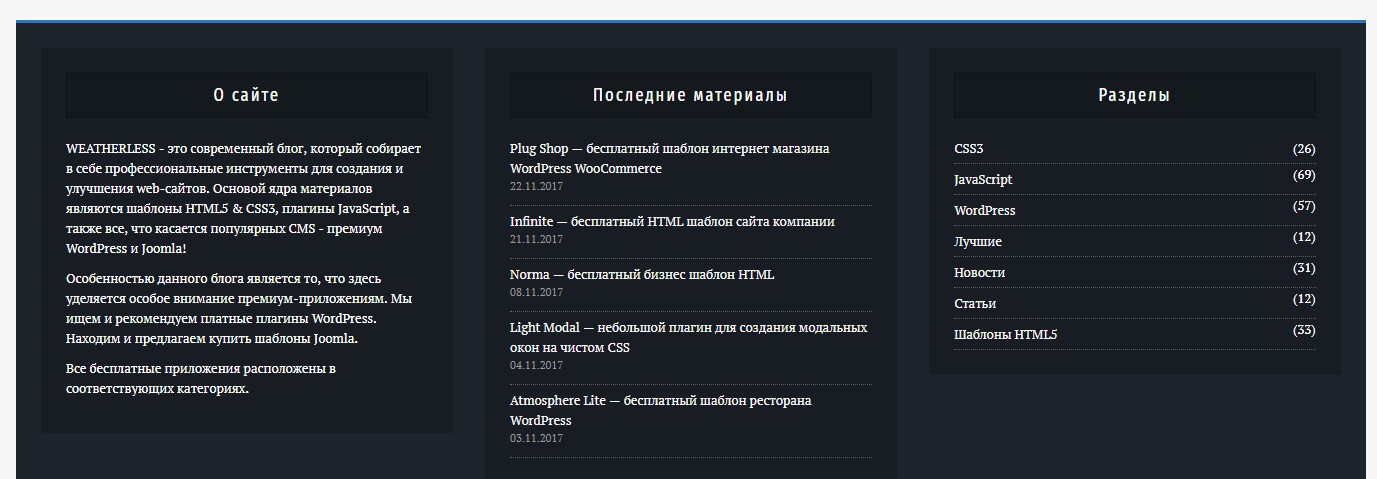 О сайте
WEATHERLESS - это современный блог, который собирает
в себе профессиональные инструменты для создания и
улучшения web-сайтов. Основой ядра материалов
являются шаблоны HTML5 & CSS3, плагины JavaScript, а
также все, что касается популярных CMS - премиум
WordPress и Joomla!
Особенностью данного блога является то, что здесь
уделяется особое внимание премиум-приложениям. Мы
ищем и рекомендуем платные плагины WordPress.
Находим и предлагаем купить шаблоны Joomla.
Все бесплатные приложения расположены в
соответствующих категориях.
Последние материалы
Plug Shop — бесплатный шаблон интернет магазина
WordPress WooCommerce
22.11.2017
Infinite — бесплатный HTML шаблон сайта компании
21.11.2017
Norma — бесплатный бизнес шаблон HTML
08.11.2017
Light Modal — небольшой плагин для создания модальных
окон на чистом CSS
04.11.2017
Atmosphere Lite — бесплатный шаблон ресторана
WordPress
03.11.2017
Разделы
CSS3 (26)
JavaScript (69)
WordPress (57)
Лучшие (12)
Новости (31)
Статьи (12)
Шаблоны HTML5 (33)